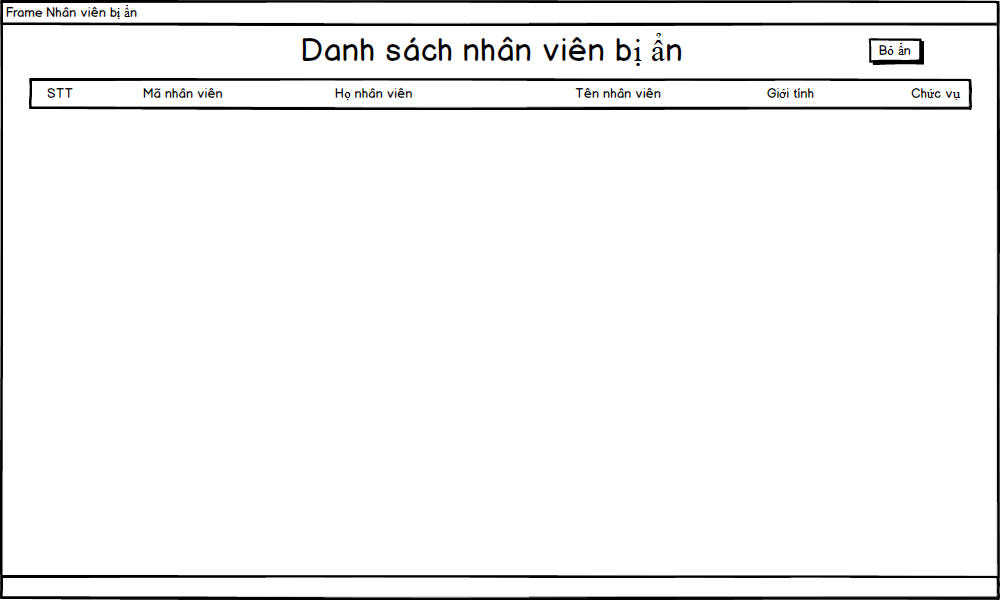 Frame Nhân viên bị ẩn
Danh sách nhân viên bị ẩn
Bỏ ẩn
STT Mã nhân viên Họ nhân viên Tên nhân viên Giới tính Chức vụ